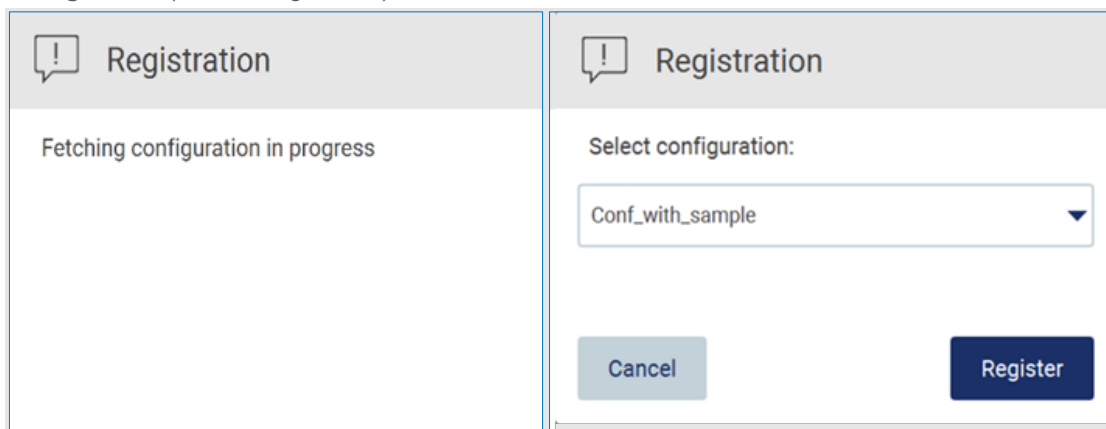 Registration
Fetching configuration in progress
Registration
Select configuration:
Conf_with_sample
Cancel
Register